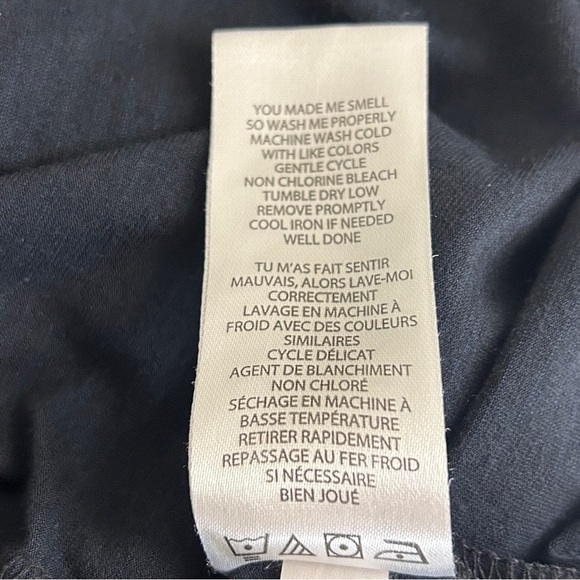 YOU MADE ME SMELL
SO WASH ME PROPERLY
MACHINE WASH COLD
WITH LIKE COLORS
GENTLE CYCLE
NON CHLORINE BLEACH
TUMBLE DRY LOW
REMOVE PROMPTLY
COOL IRON IF NEEDED
WELL DONE
TU M'AS FAIT SENTIR
MAUVAIS, ALORS LAVE-MOI
CORRECTEMENT
LAVAGE EN MACHINE À
FROID AVEC DES COULEURS
SIMILAIRES
CYCLE DÉLICAT
AGENT DE BLANCHIMENT
NON CHLORÉ
SÉCHAGE EN MACHINE À
BASSE TEMPÉRATURE
RETIRER RAPIDEMENT
REPASSAGE AU FER FROID
SI NÉCESSAIRE
BIEN JOUÉ